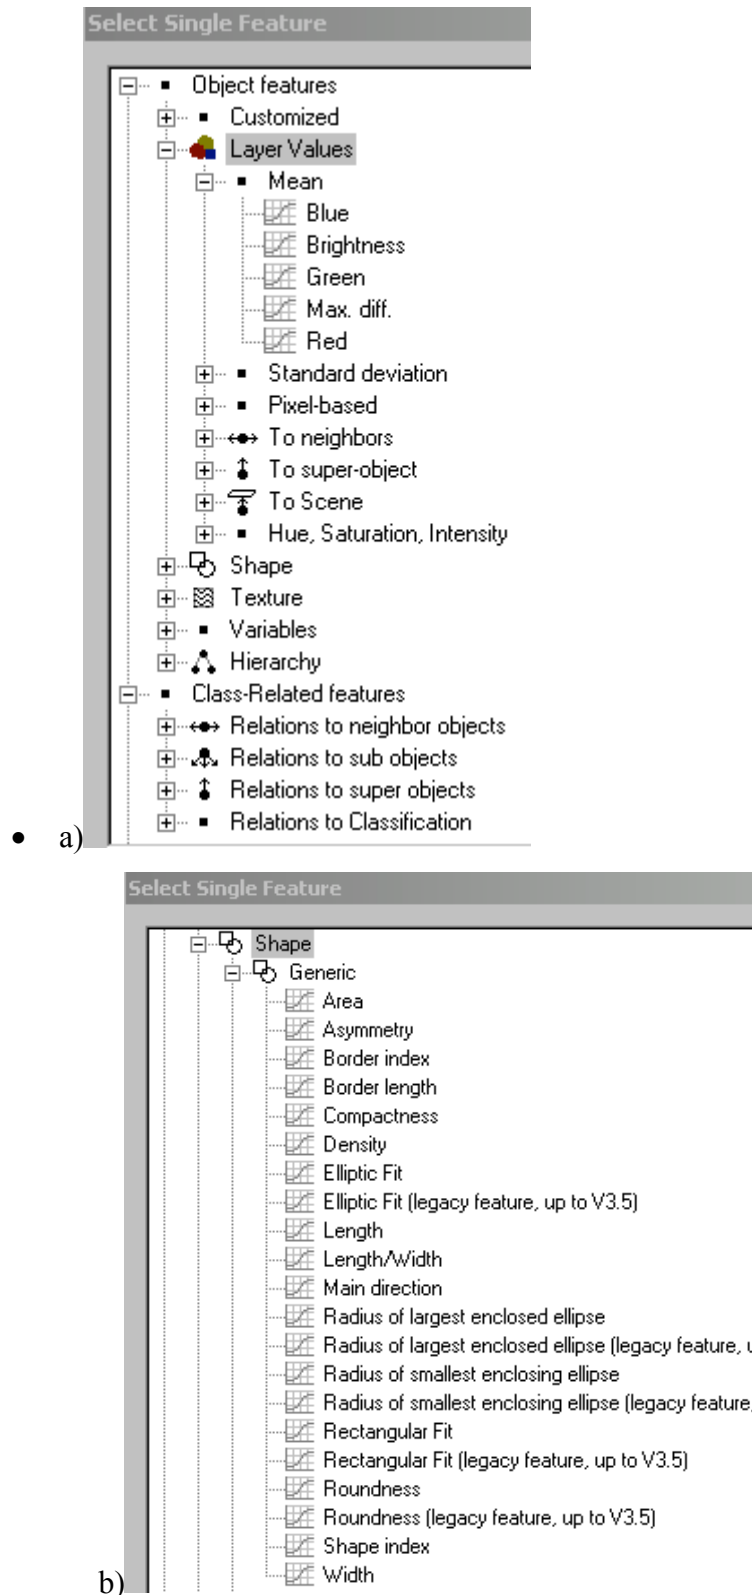 Select Single Feature
Object features
Customized
Layer Values
Mean
Blue
Brightness
Green
Max. diff.
Red
Standard deviation
Pixel-based
To neighbors
To super-object
To Scene
Hue, Saturation, Intensity
Shape
Texture
Variables
Hierarchy
Class-Related features
Relations to neighbor objects
Relations to sub objects
Relations to super objects
Relations to Classification
• a)
Select Single Feature
Shape
Generic
Area
Asymmetry
Border index
Border length
Compactness
Density
Elliptic Fit
Elliptic Fit (legacy feature, up to V3.5)
Length
Length/Width
Main direction
Radius of largest enclosed ellipse
Radius of largest enclosed ellipse (legacy feature, u
Radius of smallest enclosing ellipse
Radius of smallest enclosing ellipse (legacy feature,
Rectangular Fit
Rectangular Fit (legacy feature, up to V3.5)
Roundness
Roundness (legacy feature, up to V3.5)
Shape index
Width
b)